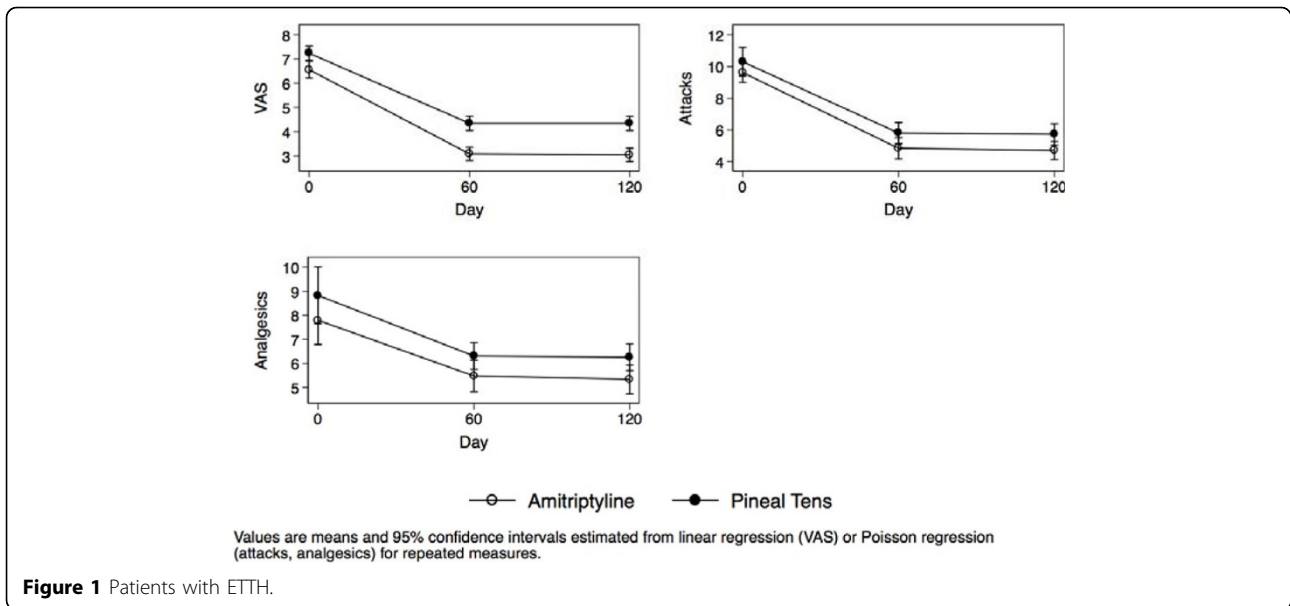 8
7
6
5
4
3
VAS
0 60 120
Day
12
10
8
6
4
Attacks
0 60 120
Day
10
9
8
7
6
5
Analgesics
0 60 120
Day
Amitriptyline Pineal Tens
Values are means and 95% confidence intervals estimated from linear regression (VAS) or Poisson regression
(attacks, analgesics) for repeated measures.
Figure 1 Patients with ETTH.